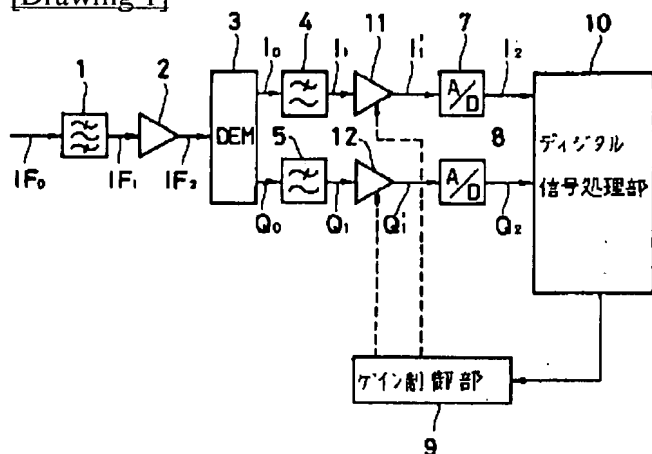 [Drawing 1]
3 4 11 7 10
1 2 I₀ I₁ I₁' I₂
DEM A/D
IF₀ IF₁ IF₂ 5 12 8 ディジタル
信号処理部
A/D
Q₀ Q₁ Q₁' Q₂
ゲイン制御部
9